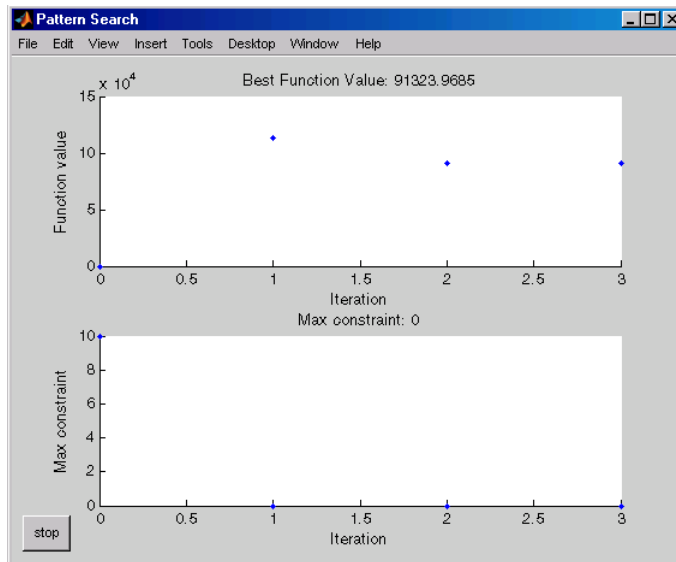 Pattern Search
File Edit View Insert Tools Desktop Window Help
x 10^4
Best Function Value: 91323.9685
15
10
5
0
Function value
0 0.5 1 1.5 2 2.5 3
Iteration
Max constraint: 0
10
8
6
4
2
0
Max constraint
0 0.5 1 1.5 2 2.5 3
Iteration
stop